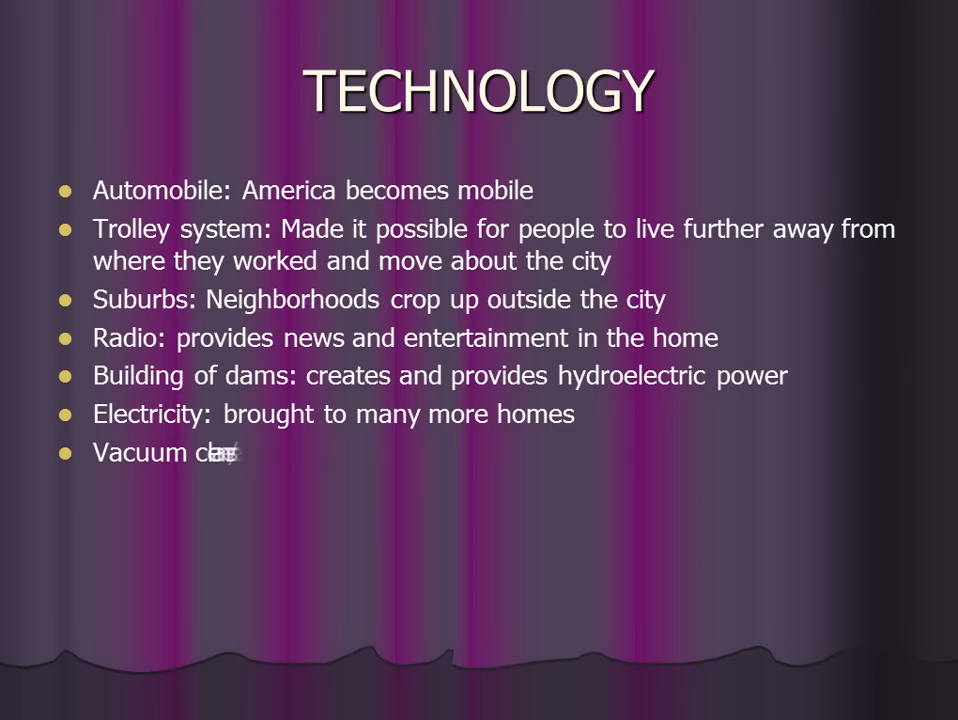 TECHNOLOGY
Automobile: America becomes mobile
Trolley system: Made it possible for people to live further away from
where they worked and move about the city
Suburbs: Neighborhoods crop up outside the city
Radio: provides news and entertainment in the home
Building of dams: creates and provides hydroelectric power
Electricity: brought to many more homes
Vacuum